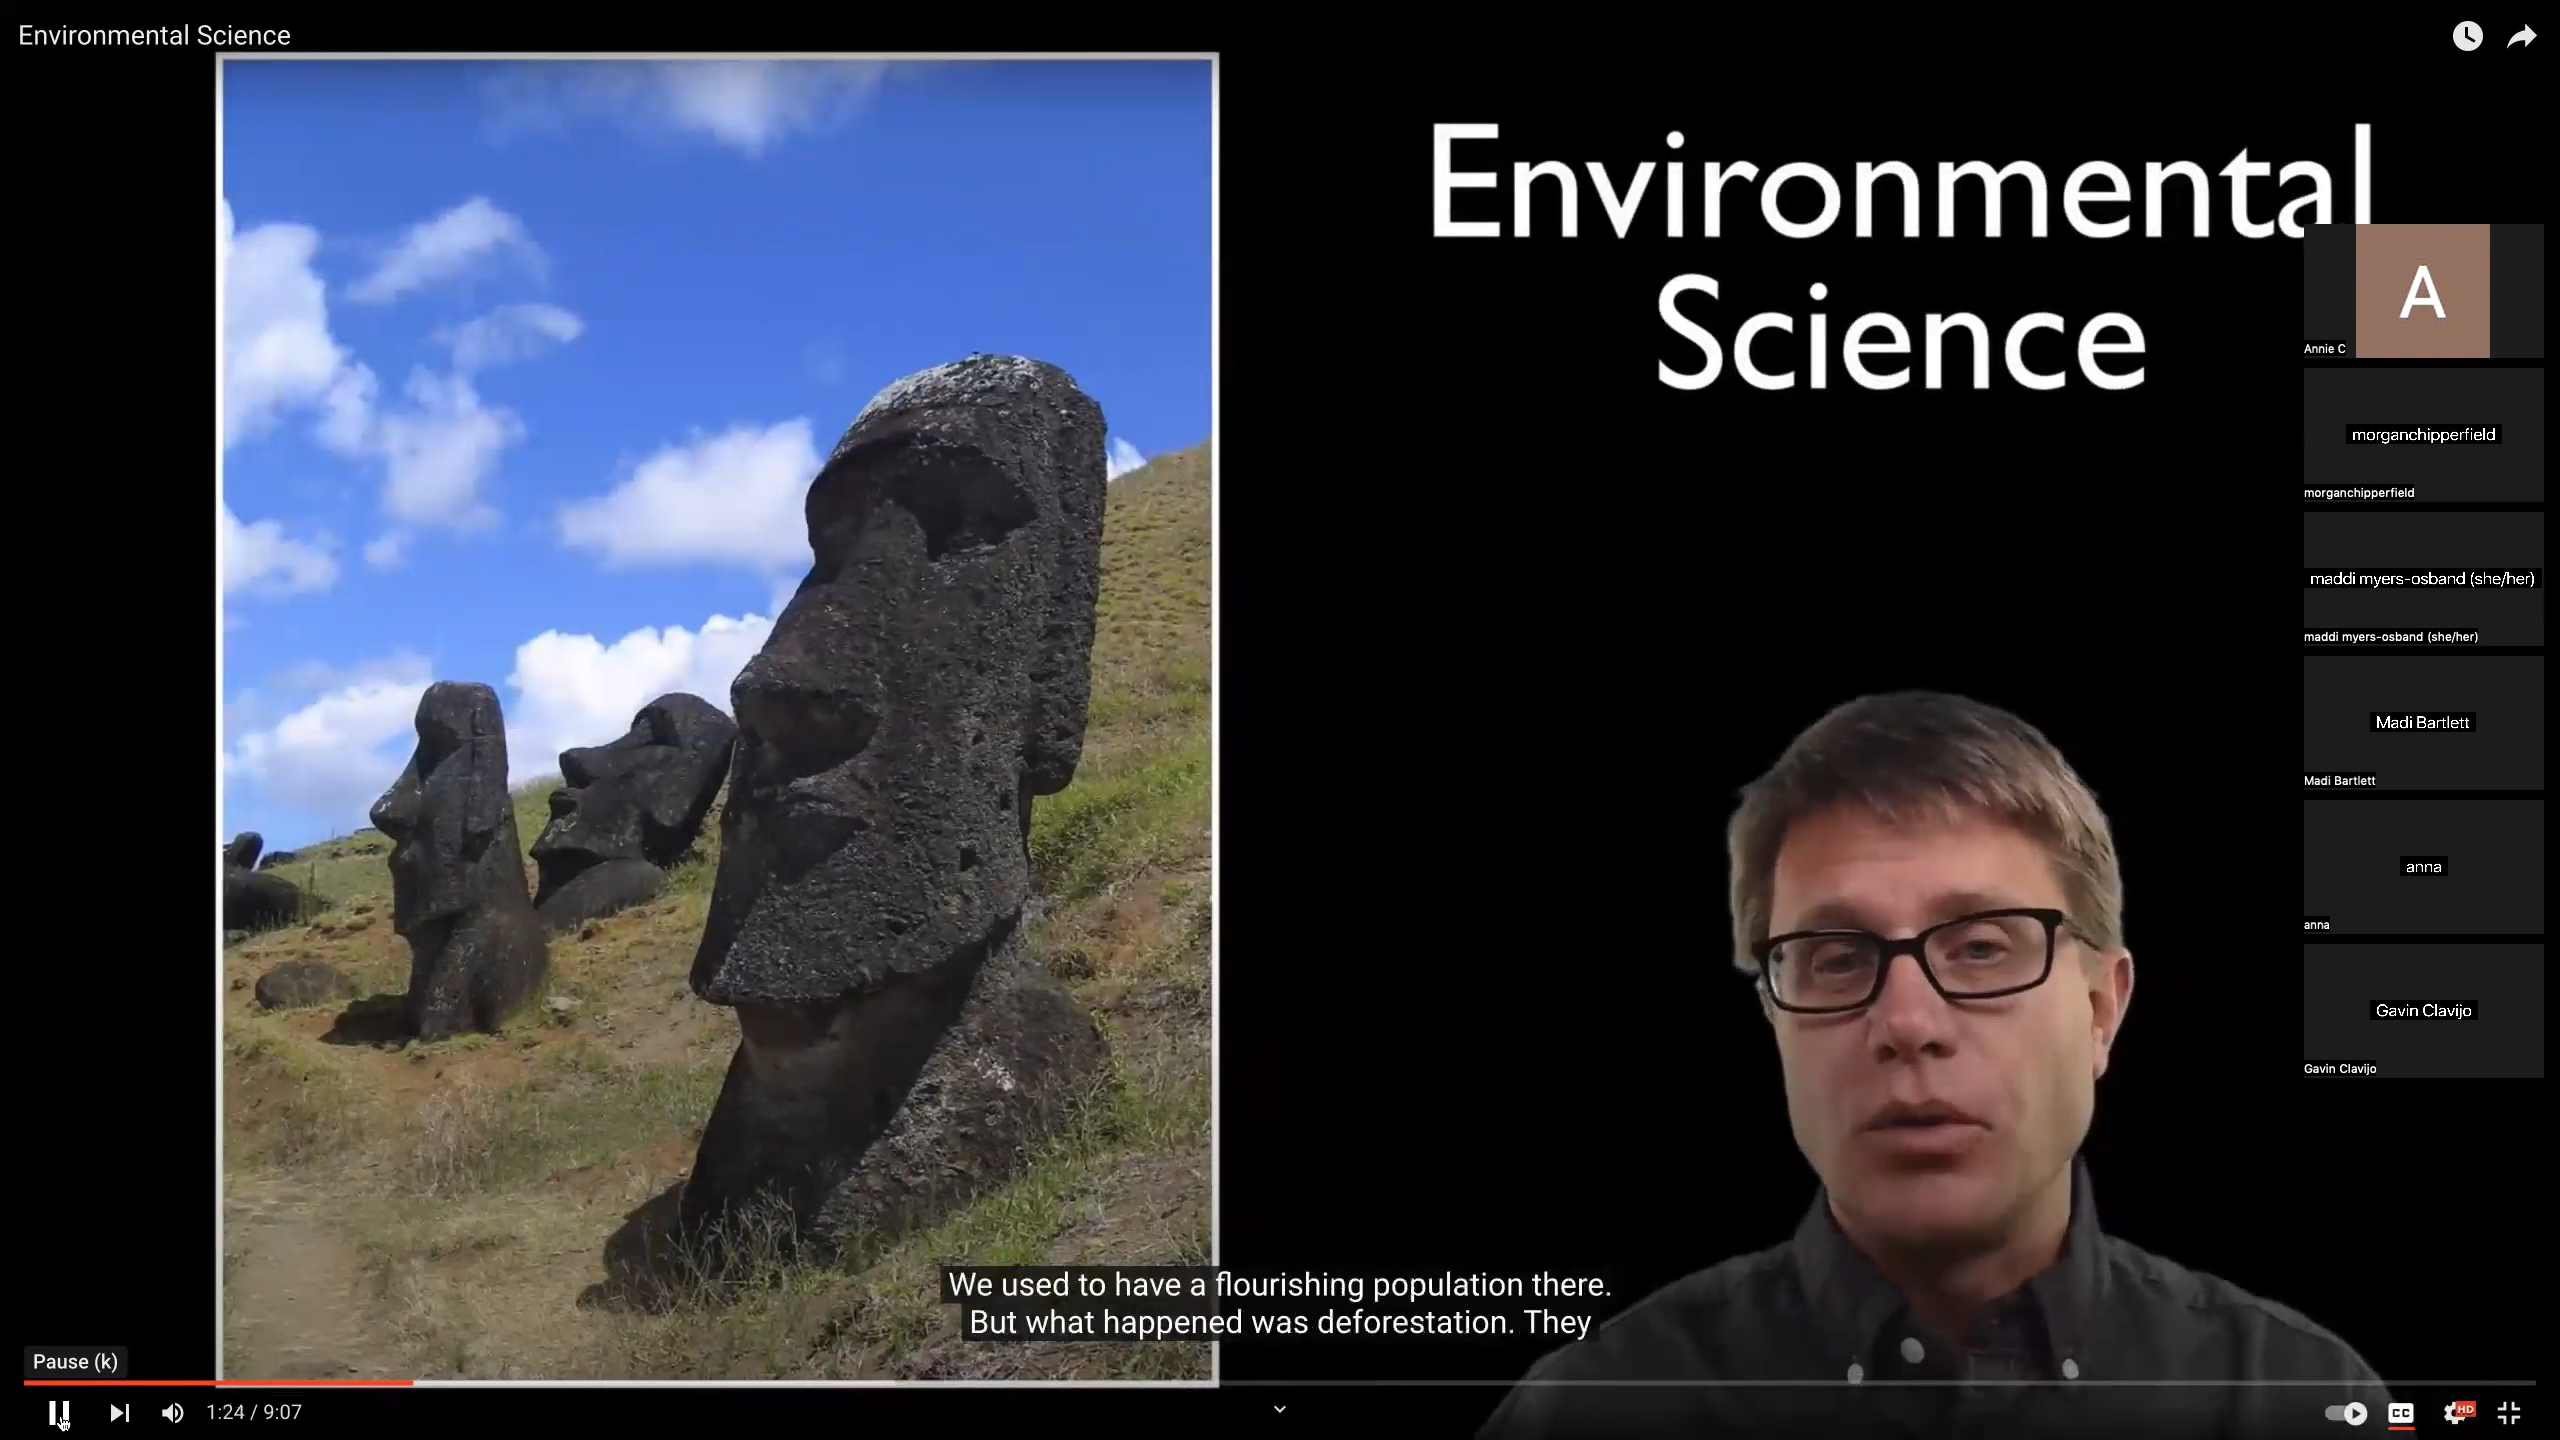 Environmental Science
Environmental
Science
A
Annie C
morganchipperfield
morganchipperfield
maddi myers-osband (she/her)
maddi myers-osband (she/her)
Madi Bartlett
Madi Bartlett
anna
anna
Gavin Clavijo
Gavin Clavijo
We used to have a flourishing population there.
But what happened was deforestation. They
Pause (k)
1:24 / 9:07
CC
HD